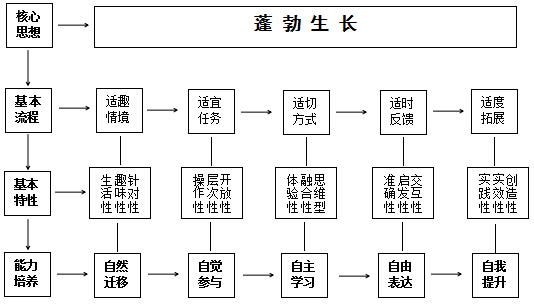 核心
思想
蓬勃生长
基本
流程
适趣
情境
适宜
任务
适切
方式
适时
反馈
适度
拓展
基本
特性
生活性
趣味性
针对性
操作性
层次性
开放性
体验性
融合性
思维型
准确性
启发性
交互性
实践性
实效性
创造性
能力
培养
自然
迁移
自觉
参与
自主
学习
自由
表达
自我
提升